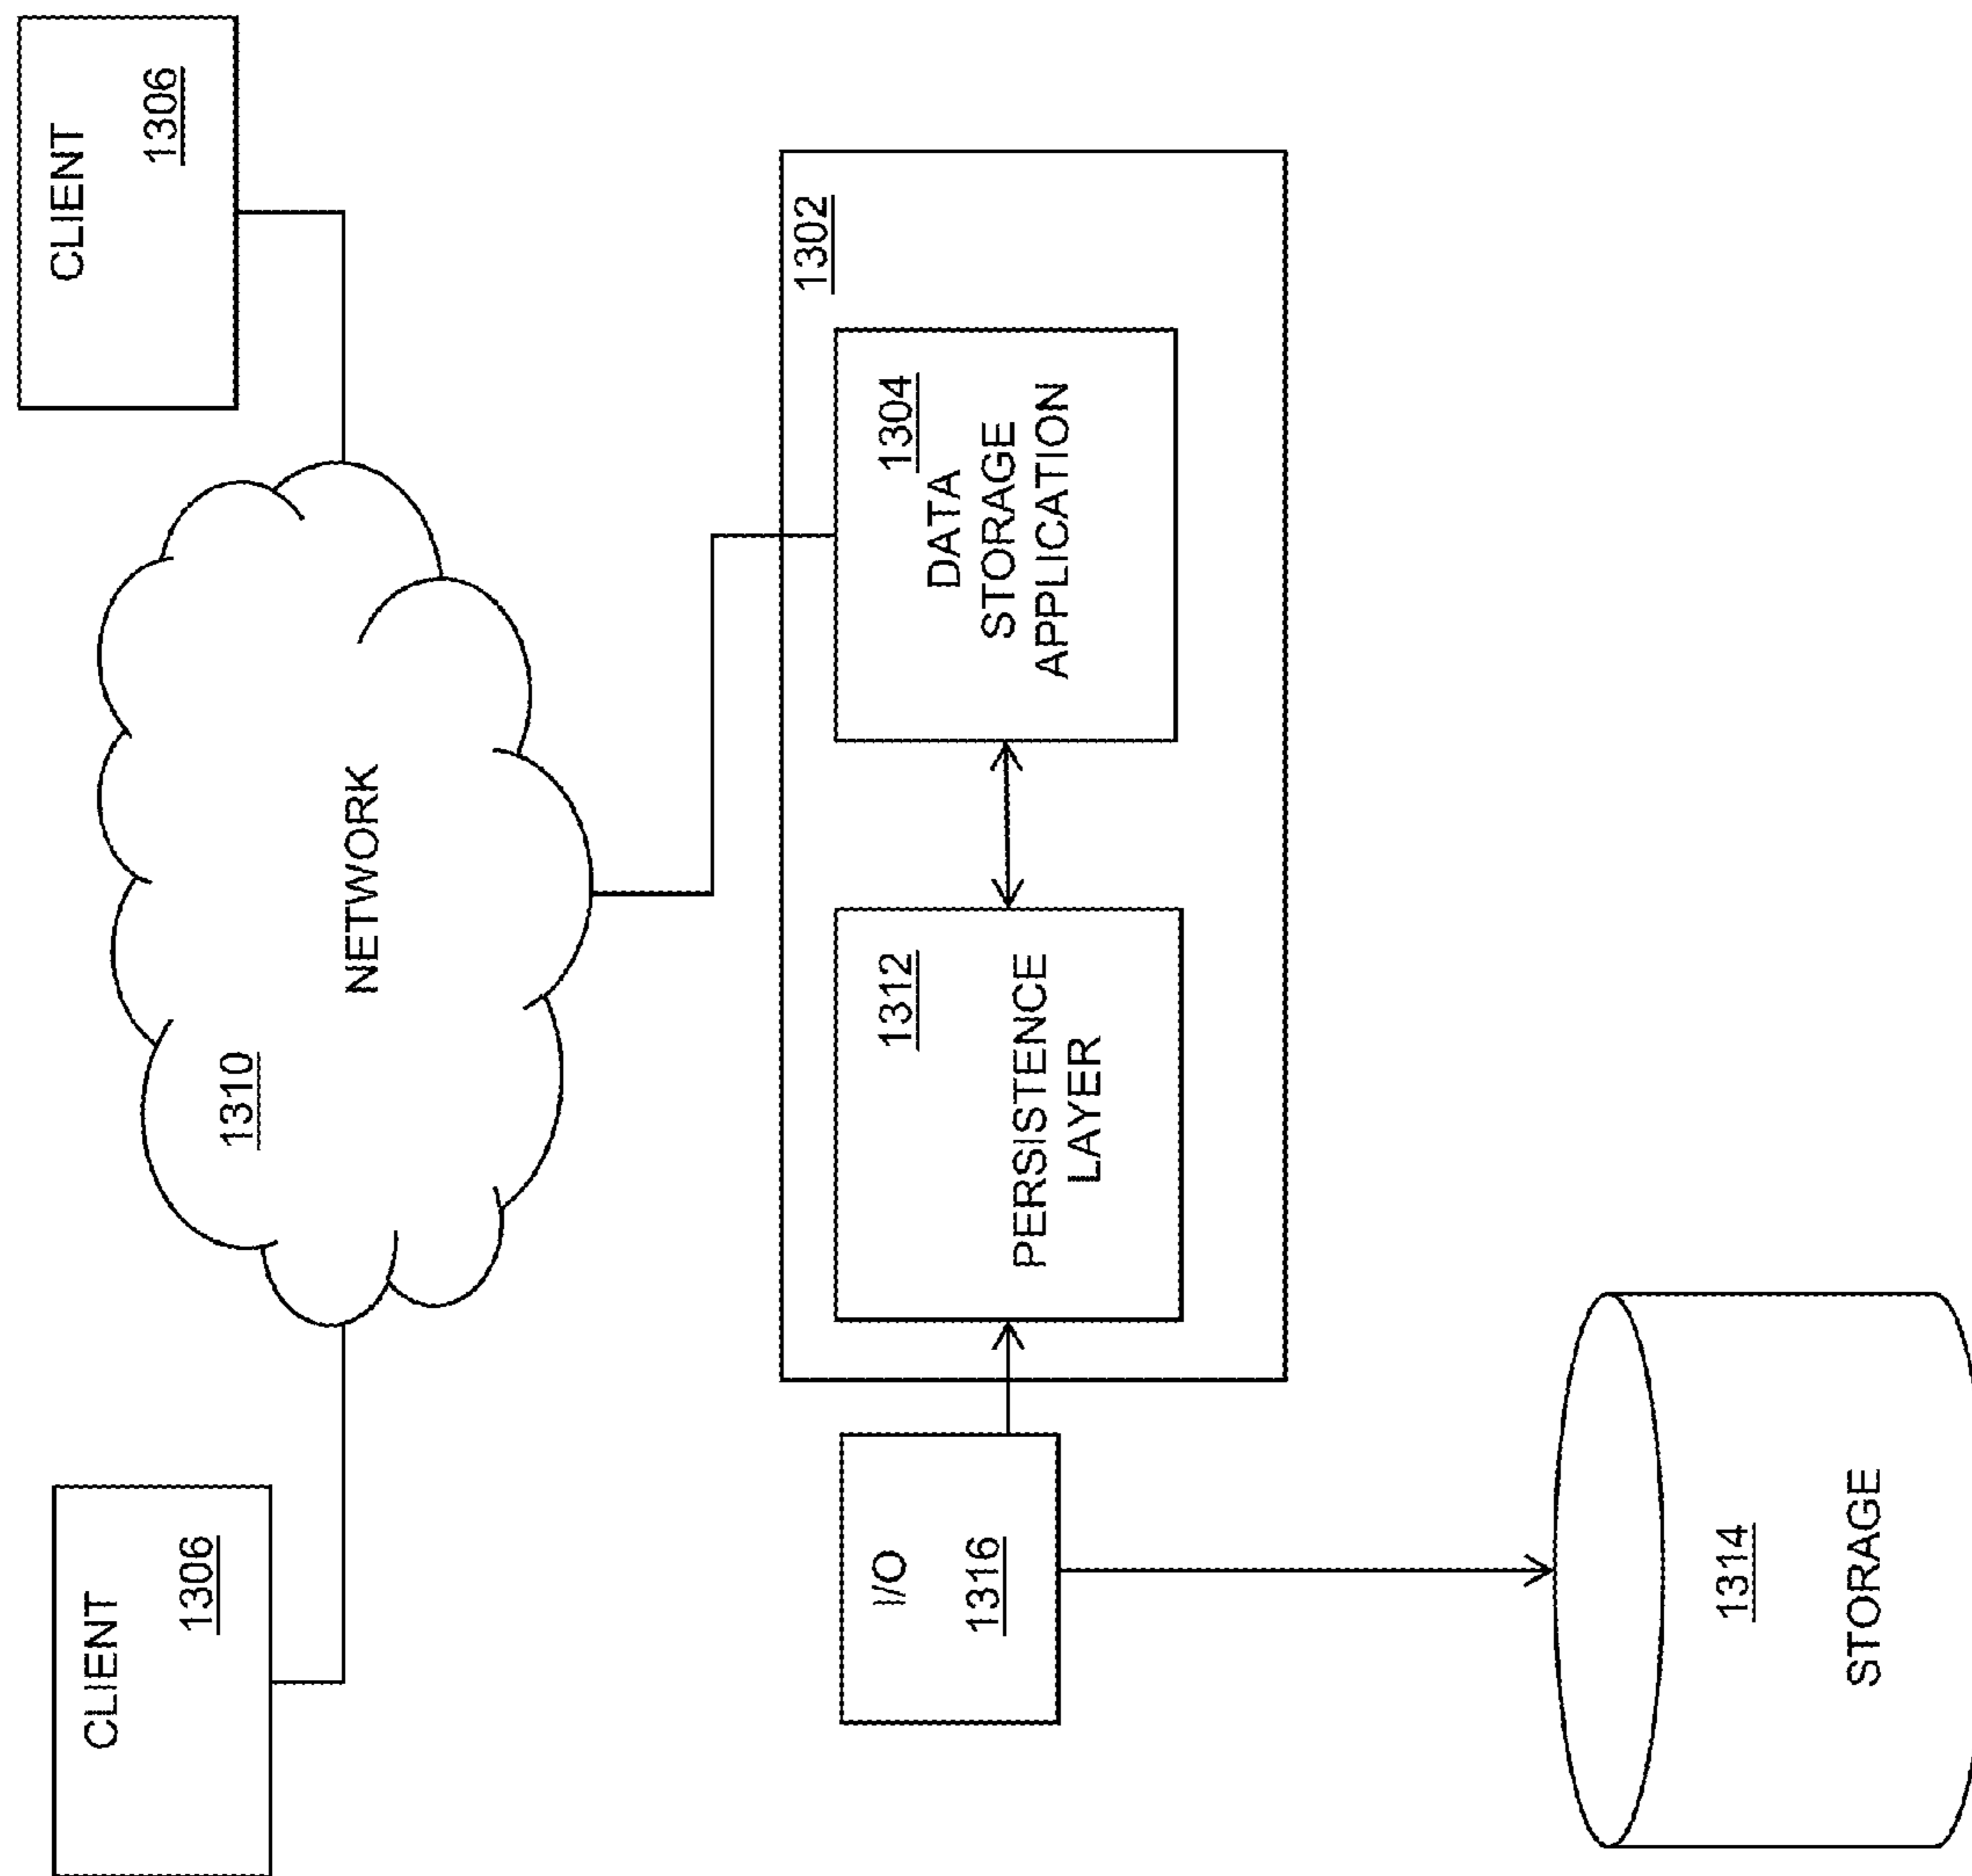 CLIENT
1306
CLIENT
1306
1310
NETWORK
1302
1312
PERSISTENCE
LAYER
1304
DATA
STORAGE
APPLICATION
I/O
1316
1314
STORAGE